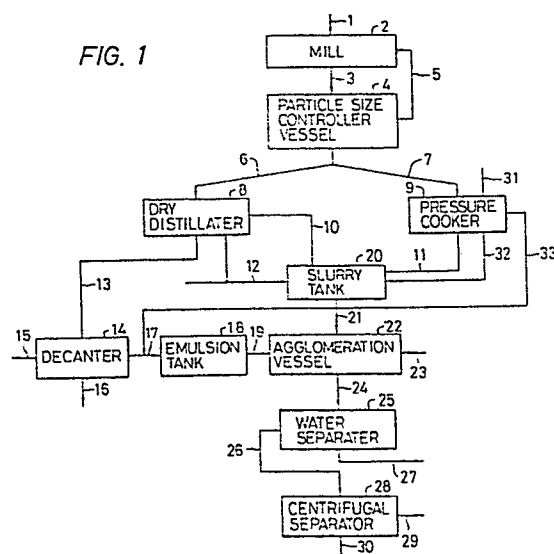 FIG. 1
1
2
MILL
3
4
5
PARTICLE SIZE
CONTROLLER
VESSEL
6
7
8
9
31
DRY
DISTILLATER
PRESSURE
COOKER
10
20
11
32
33
12
SLURRY
TANK
13
21
14
15
17
18
19
22
DECANTER
EMULSION
TANK
AGGLOMERATION
VESSEL
16
23
24
25
WATER
SEPARATER
26
27
28
CENTRIFUGAL
SEPARATOR
29
30